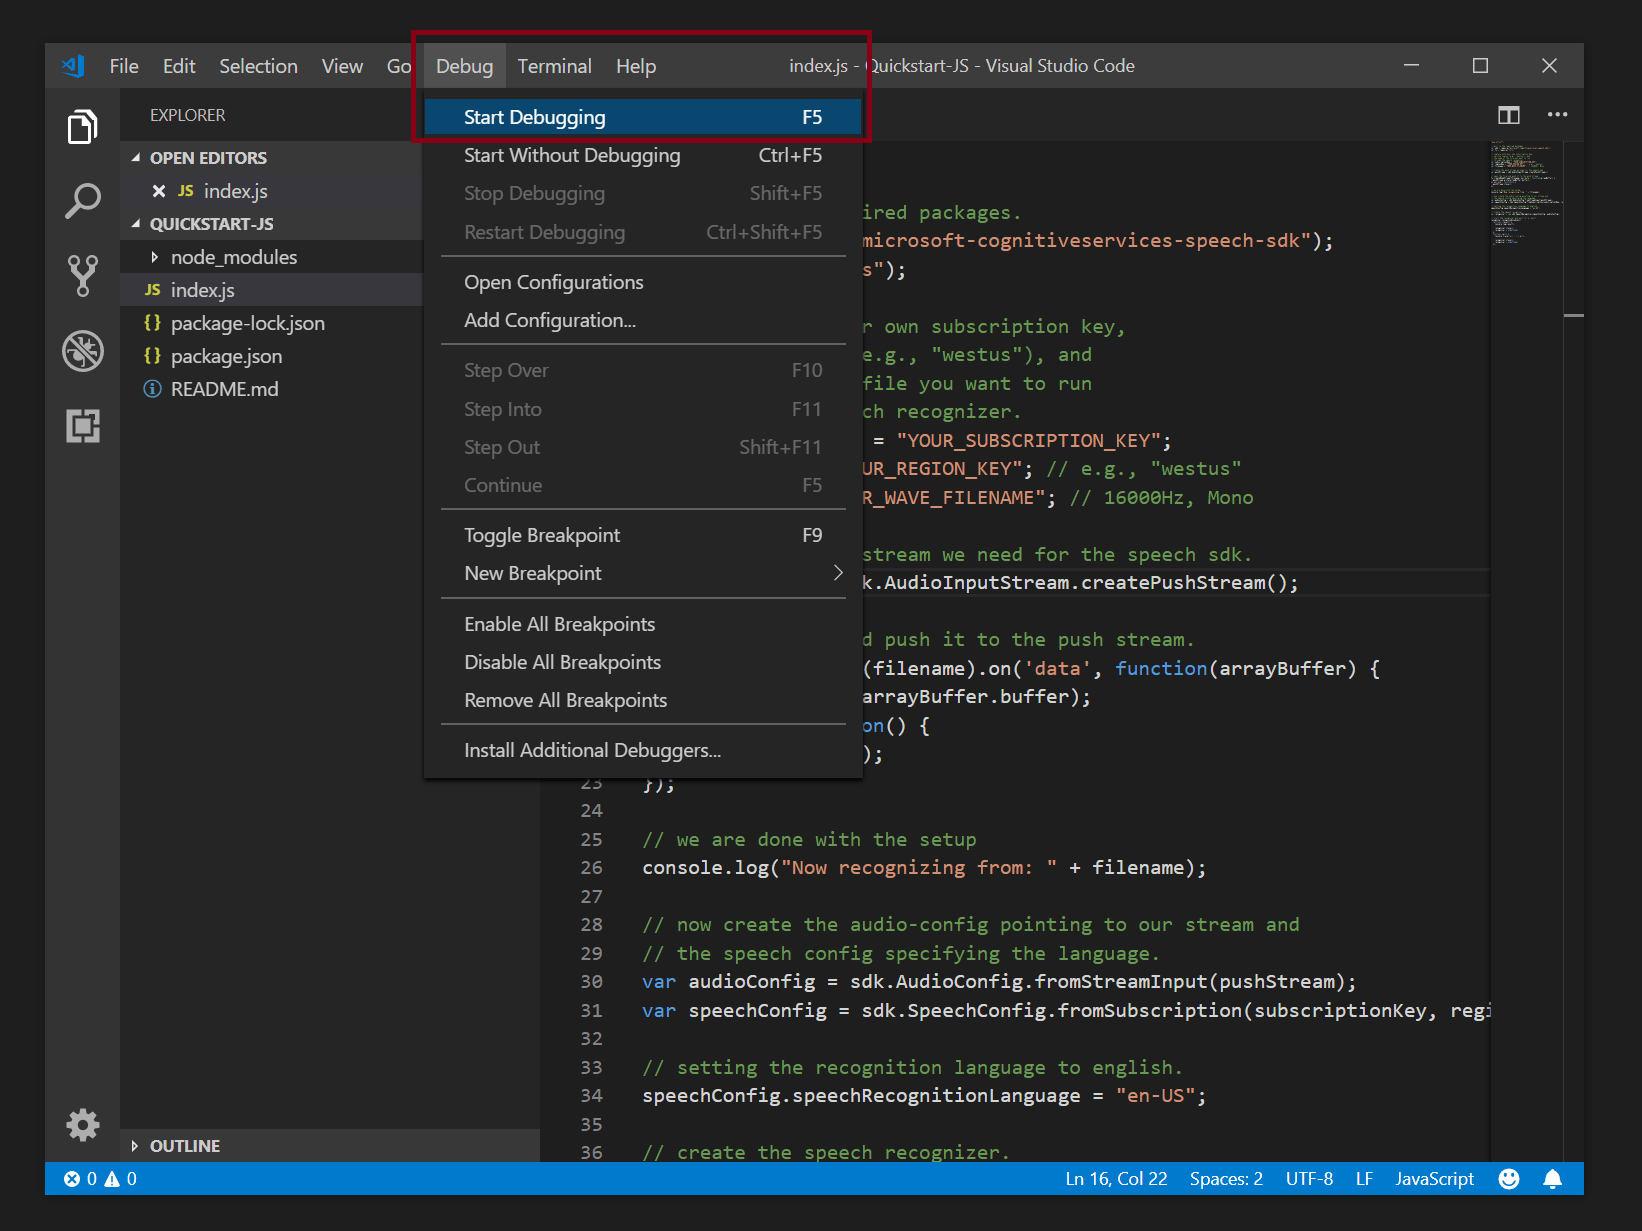 File Edit Selection View Go Debug Terminal Help index.js - Quickstart-JS - Visual Studio Code
EXPLORER
OPEN EDITORS
JS index.js
QUICKSTART-JS
node_modules
JS index.js
{} package-lock.json
{} package.json
README.md
OUTLINE
Start Debugging F5
Start Without Debugging Ctrl+F5
Stop Debugging Shift+F5
Restart Debugging Ctrl+Shift+F5
Open Configurations
Add Configuration...
Step Over F10
Step Into F11
Step Out Shift+F11
Continue F5
Toggle Breakpoint F9
New Breakpoint
Enable All Breakpoints
Disable All Breakpoints
Remove All Breakpoints
Install Additional Debuggers...
ired packages.
microsoft-cognitiveservices-speech-sdk");
s");
r own subscription key,
e.g., "westus"), and
file you want to run
ch recognizer.
= "YOUR_SUBSCRIPTION_KEY";
UR_REGION_KEY"; // e.g., "westus"
R_WAVE_FILENAME"; // 16000Hz, Mono
stream we need for the speech sdk.
k.AudioInputStream.createPushStream();
d push it to the push stream.
(filename).on('data', function(arrayBuffer) {
arrayBuffer.buffer);
on() {
);
23 });
24
25 // we are done with the setup
26 console.log("Now recognizing from: " + filename);
27
28 // now create the audio-config pointing to our stream and
29 // the speech config specifying the language.
30 var audioConfig = sdk.AudioConfig.fromStreamInput(pushStream);
31 var speechConfig = sdk.SpeechConfig.fromSubscription(subscriptionKey, regi
32
33 // setting the recognition language to english.
34 speechConfig.speechRecognitionLanguage = "en-US";
35
36 // create the speech recognizer.
0 0 Ln 16, Col 22 Spaces: 2 UTF-8 LF JavaScript